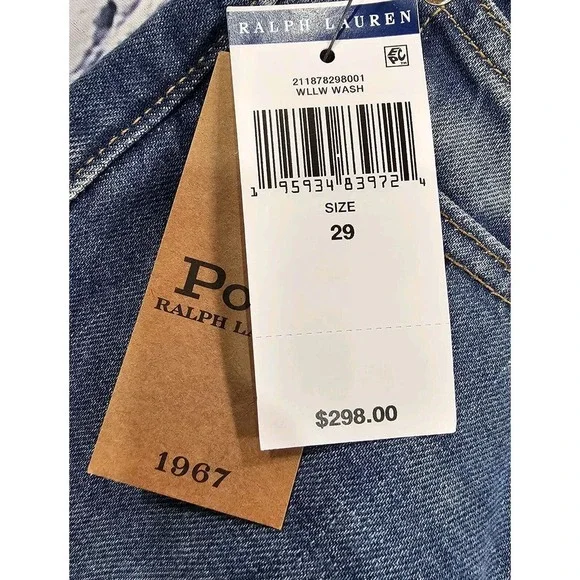 RALPH LAUREN
211878298001
WLLW WASH
1 95934 83972 4
SIZE
29
$298.00
Po
RALPH LA
1967